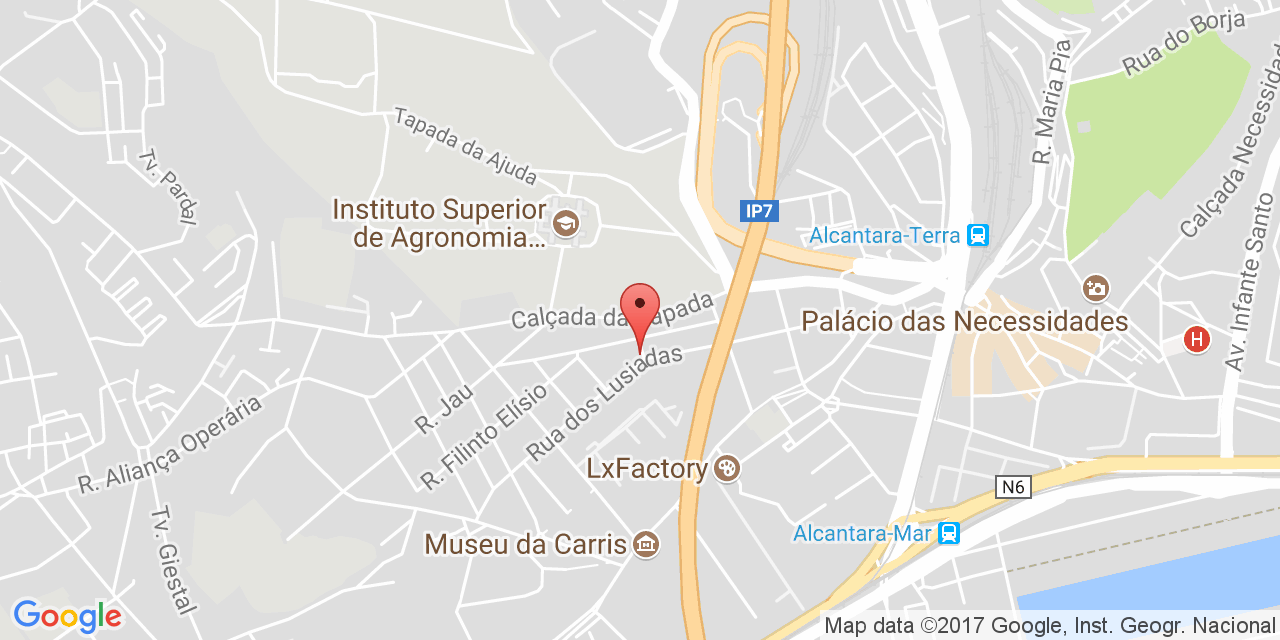 Rua do Borja
R. Maria Pia
Tapada da Ajuda
Tv. Pardal
Calçada Necessidad
Instituto Superior
de Agronomia...
IP7
Alcantara-Terra
Av. Infante Santo
Calçada da Tapada
Palácio das Necessidades
H
Rua dos Lusiadas
R. Jau
R. Filinto Elísio
R. Aliança Operária
LxFactory
N6
Tv. Giestal
Alcantara-Mar
Museu da Carris
Google
Map data ©2017 Google, Inst. Geogr. Nacional